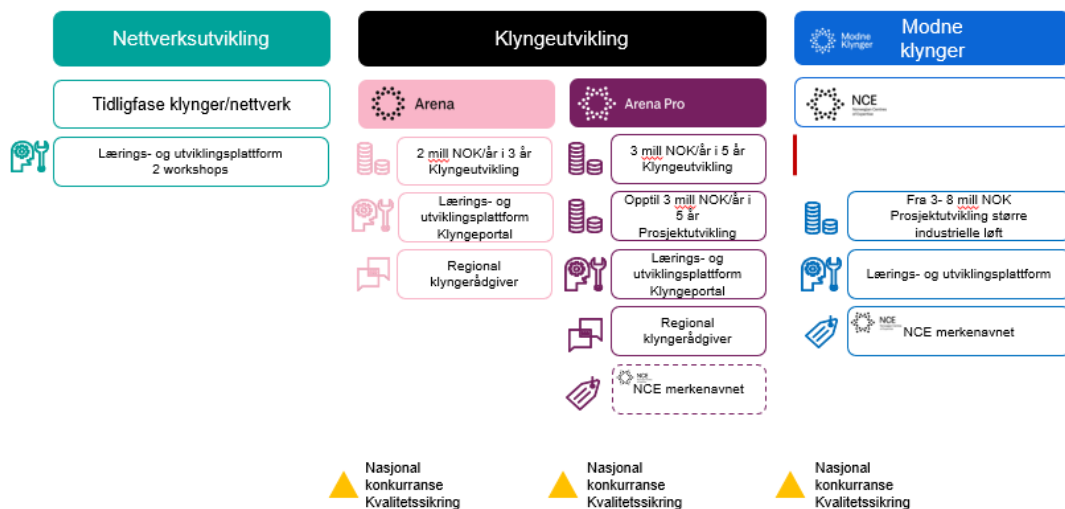 Nettverksutvikling
Klyngeutvikling
Modne
Klynger
Modne
klynger
Tidligfase klynger/nettverk
Arena
Arena Pro
NCE
Lærings- og utviklingsplattform
2 workshops
2 mill NOK/år i 3 år
Klyngeutvikling
Lærings- og
utviklingsplattform
Klyngeportal
Regional
klyngerådgiver
3 mill NOK/år i 5 år
Klyngeutvikling
Opptil 3 mill NOK/år i
5 år
Prosjektutvikling
Lærings- og
utviklingsplattform
Klyngeportal
Regional
klyngerådgiver
NCE
NCE merkenavnet
Fra 3- 8 mill NOK
Prosjektutvikling større
industrielle løft
Lærings- og utviklingsplattform
NCE
NCE merkenavnet
Nasjonal
konkurranse
Kvalitetssikring
Nasjonal
konkurranse
Kvalitetssikring
Nasjonal
konkurranse
Kvalitetssikring